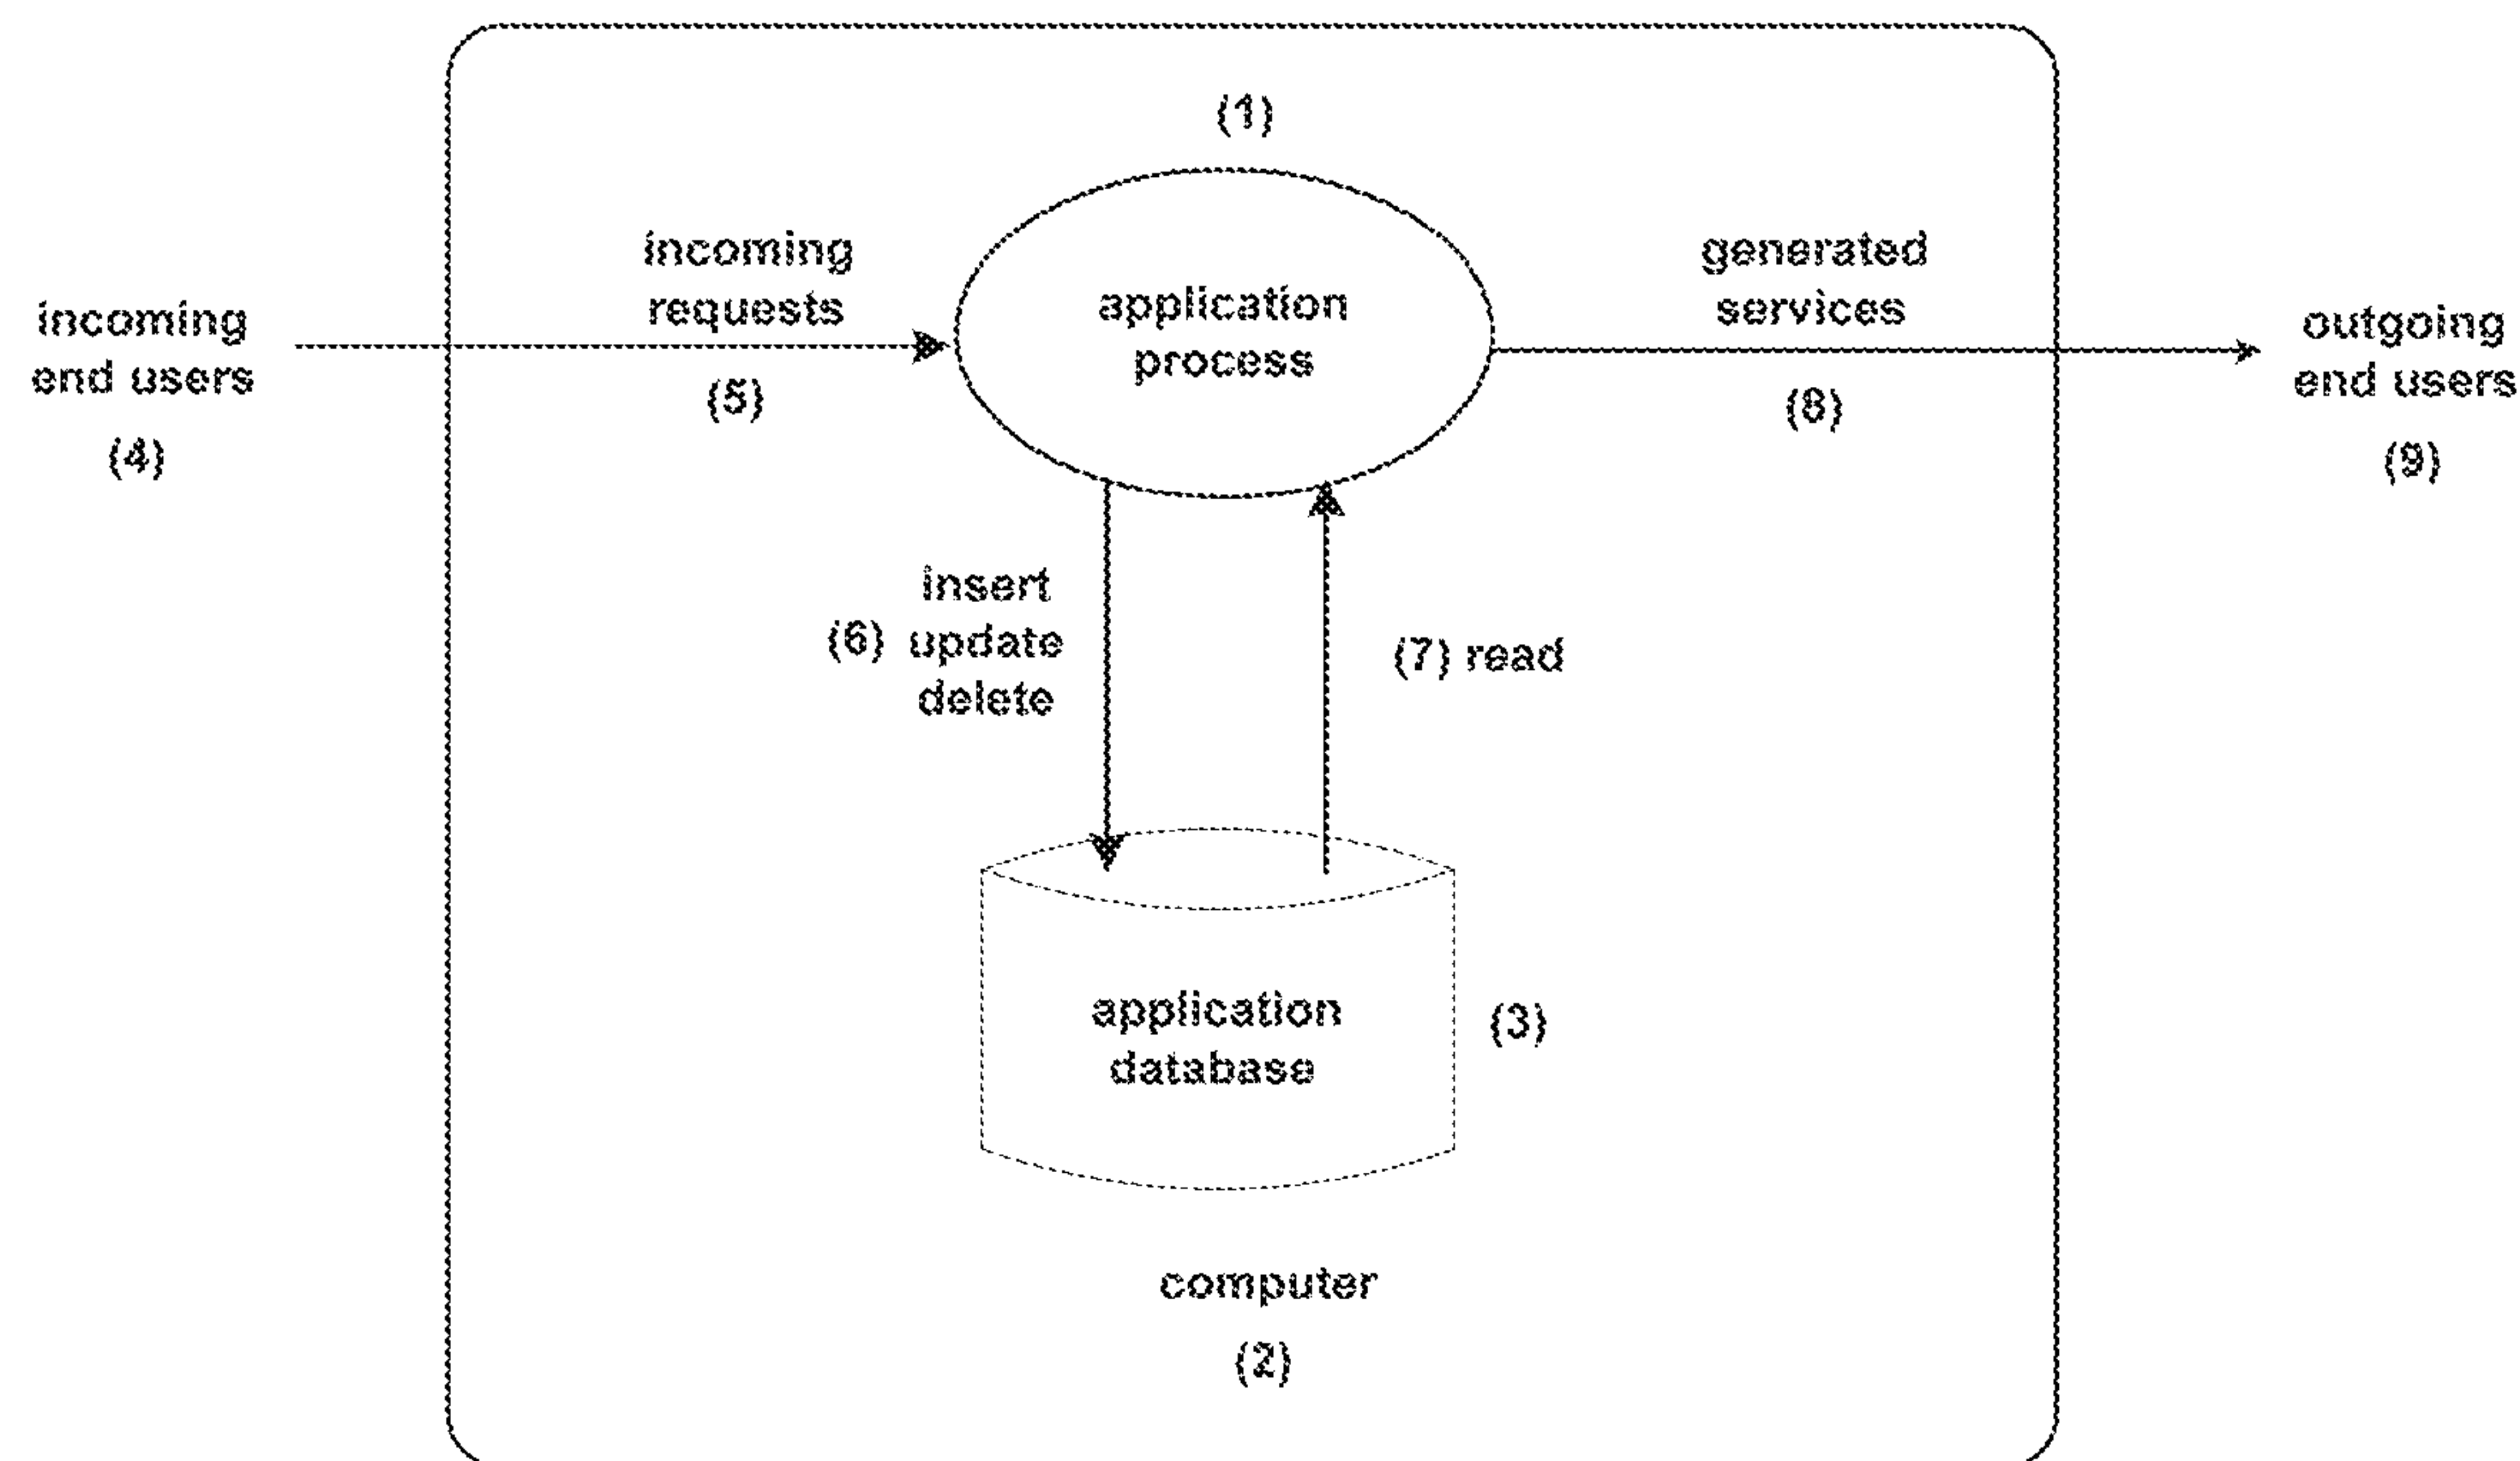 (1)
incoming
requests
application
process
generated
services
incoming
end users
(4)
(5)
(8)
outgoing
end users
(9)
insert
(6) update
delete
(7) read
application
database
(3)
computer
(2)